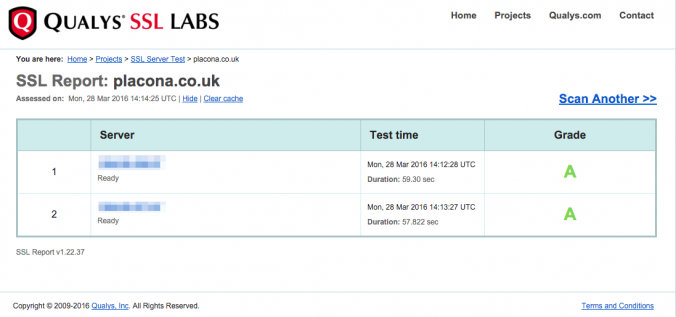 QUALYS® SSL LABS
Home Projects Qualys.com Contact
You are here: Home > Projects > SSL Server Test > placona.co.uk
SSL Report: placona.co.uk
Assessed on: Mon, 28 Mar 2016 14:14:25 UTC | Hide | Clear cache
Scan Another >>
Server Test time Grade
1 Mon, 28 Mar 2016 14:12:28 UTC A
Ready Duration: 59.30 sec
2 Mon, 28 Mar 2016 14:13:27 UTC A
Ready Duration: 57.822 sec
SSL Report v1.22.37
Copyright © 2009-2016 Qualys, Inc. All Rights Reserved. Terms and Conditions